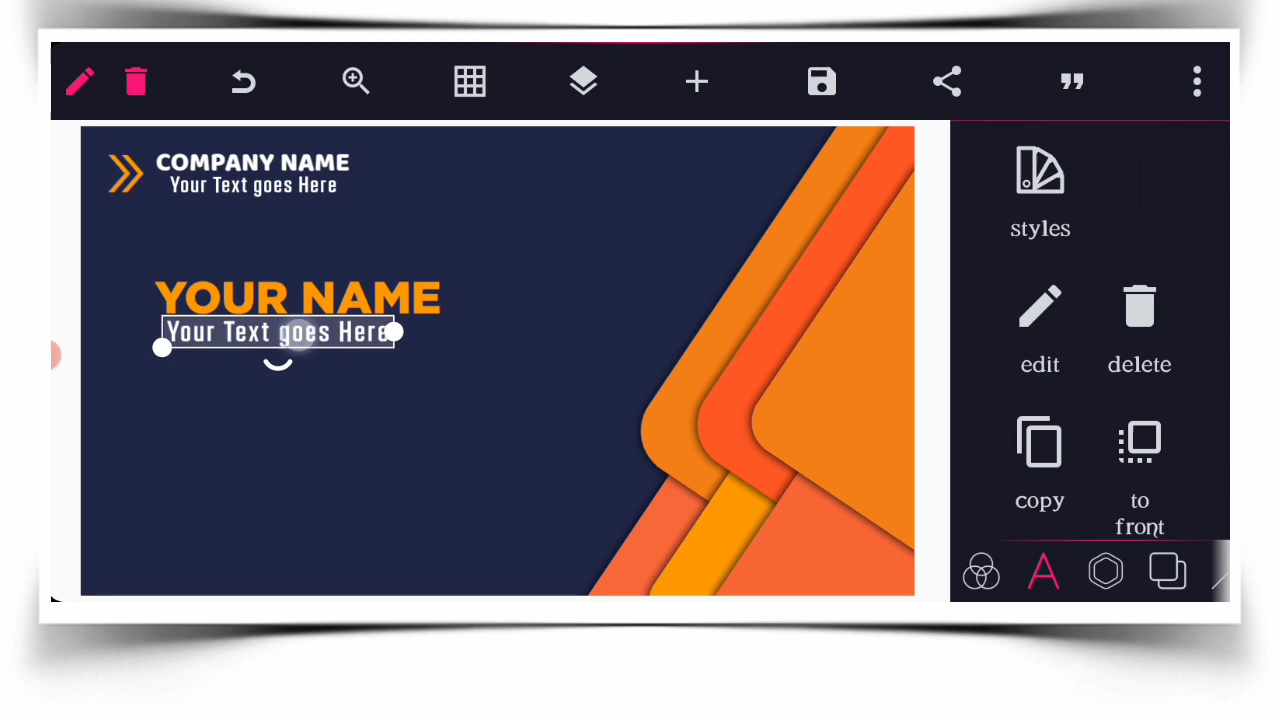 COMPANY NAME
Your Text goes Here
YOUR NAME
Your Text goes Here
styles
edit
delete
copy
to
front